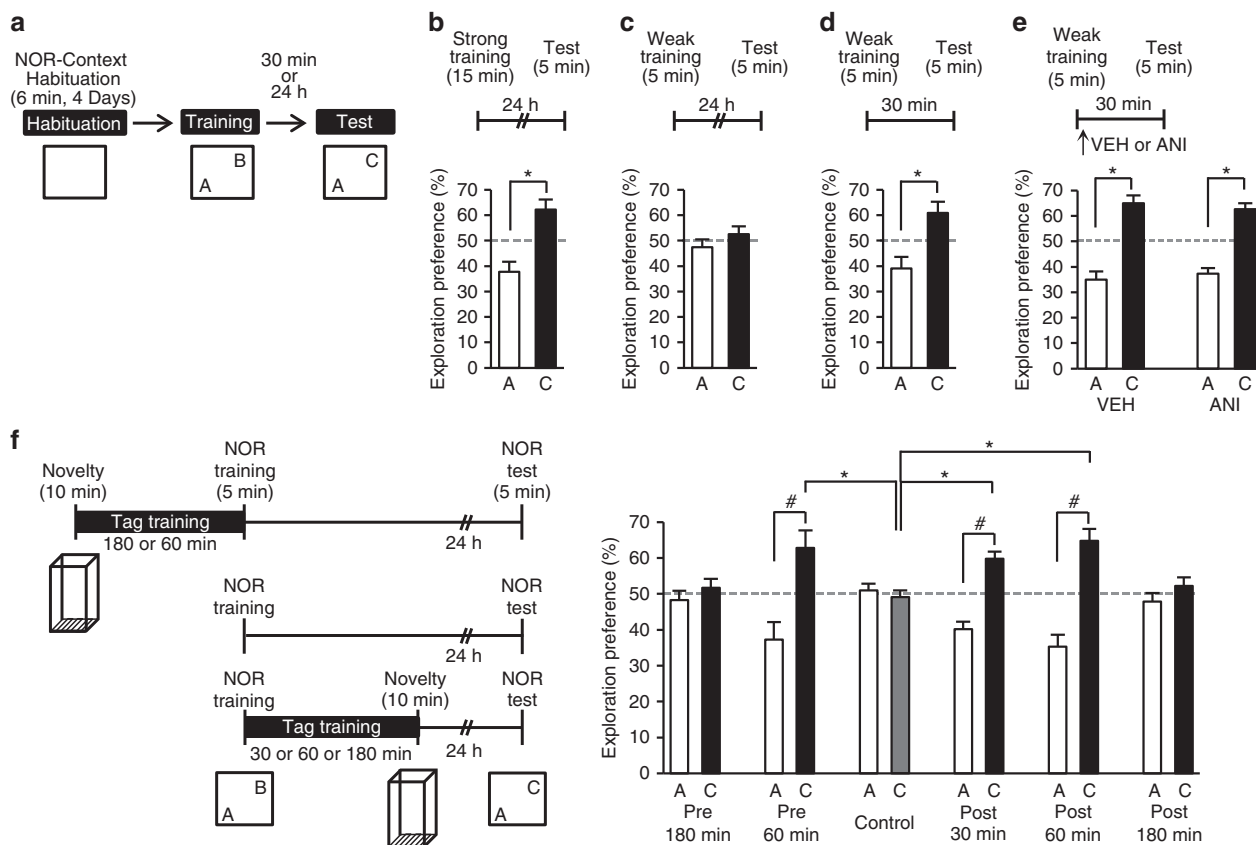 a
NOR-Context
Habituation
(6 min, 4 Days)
30 min
or
24 h
Habituation
Training
Test
B
A
C
A
b
Strong
training
(15 min)
Test
(5 min)
24 h
Exploration preference (%)
70
60
50
40
30
20
10
0
*
A C
c
Weak
training
(5 min)
Test
(5 min)
24 h
Exploration preference (%)
70
60
50
40
30
20
10
0
A C
d
Weak
training
(5 min)
Test
(5 min)
30 min
Exploration preference (%)
70
60
50
40
30
20
10
0
*
A C
e
Weak
training
(5 min)
Test
(5 min)
30 min
VEH or ANI
Exploration preference (%)
70
60
50
40
30
20
10
0
* *
A C A C
VEH ANI
f
Novelty
(10 min)
NOR
training
(5 min)
NOR
test
(5 min)
Tag training
180 or 60 min
24 h
NOR
training
NOR
test
24 h
NOR
training
Novelty
(10 min)
NOR
test
Tag training
30 or 60 or 180 min
24 h
B
A
C
A
Exploration preference (%)
70
60
50
40
30
20
10
0
* * *
# # #
A C A C A C A C A C A C
Pre
180 min
Pre
60 min
Control
Post
30 min
Post
60 min
Post
180 min